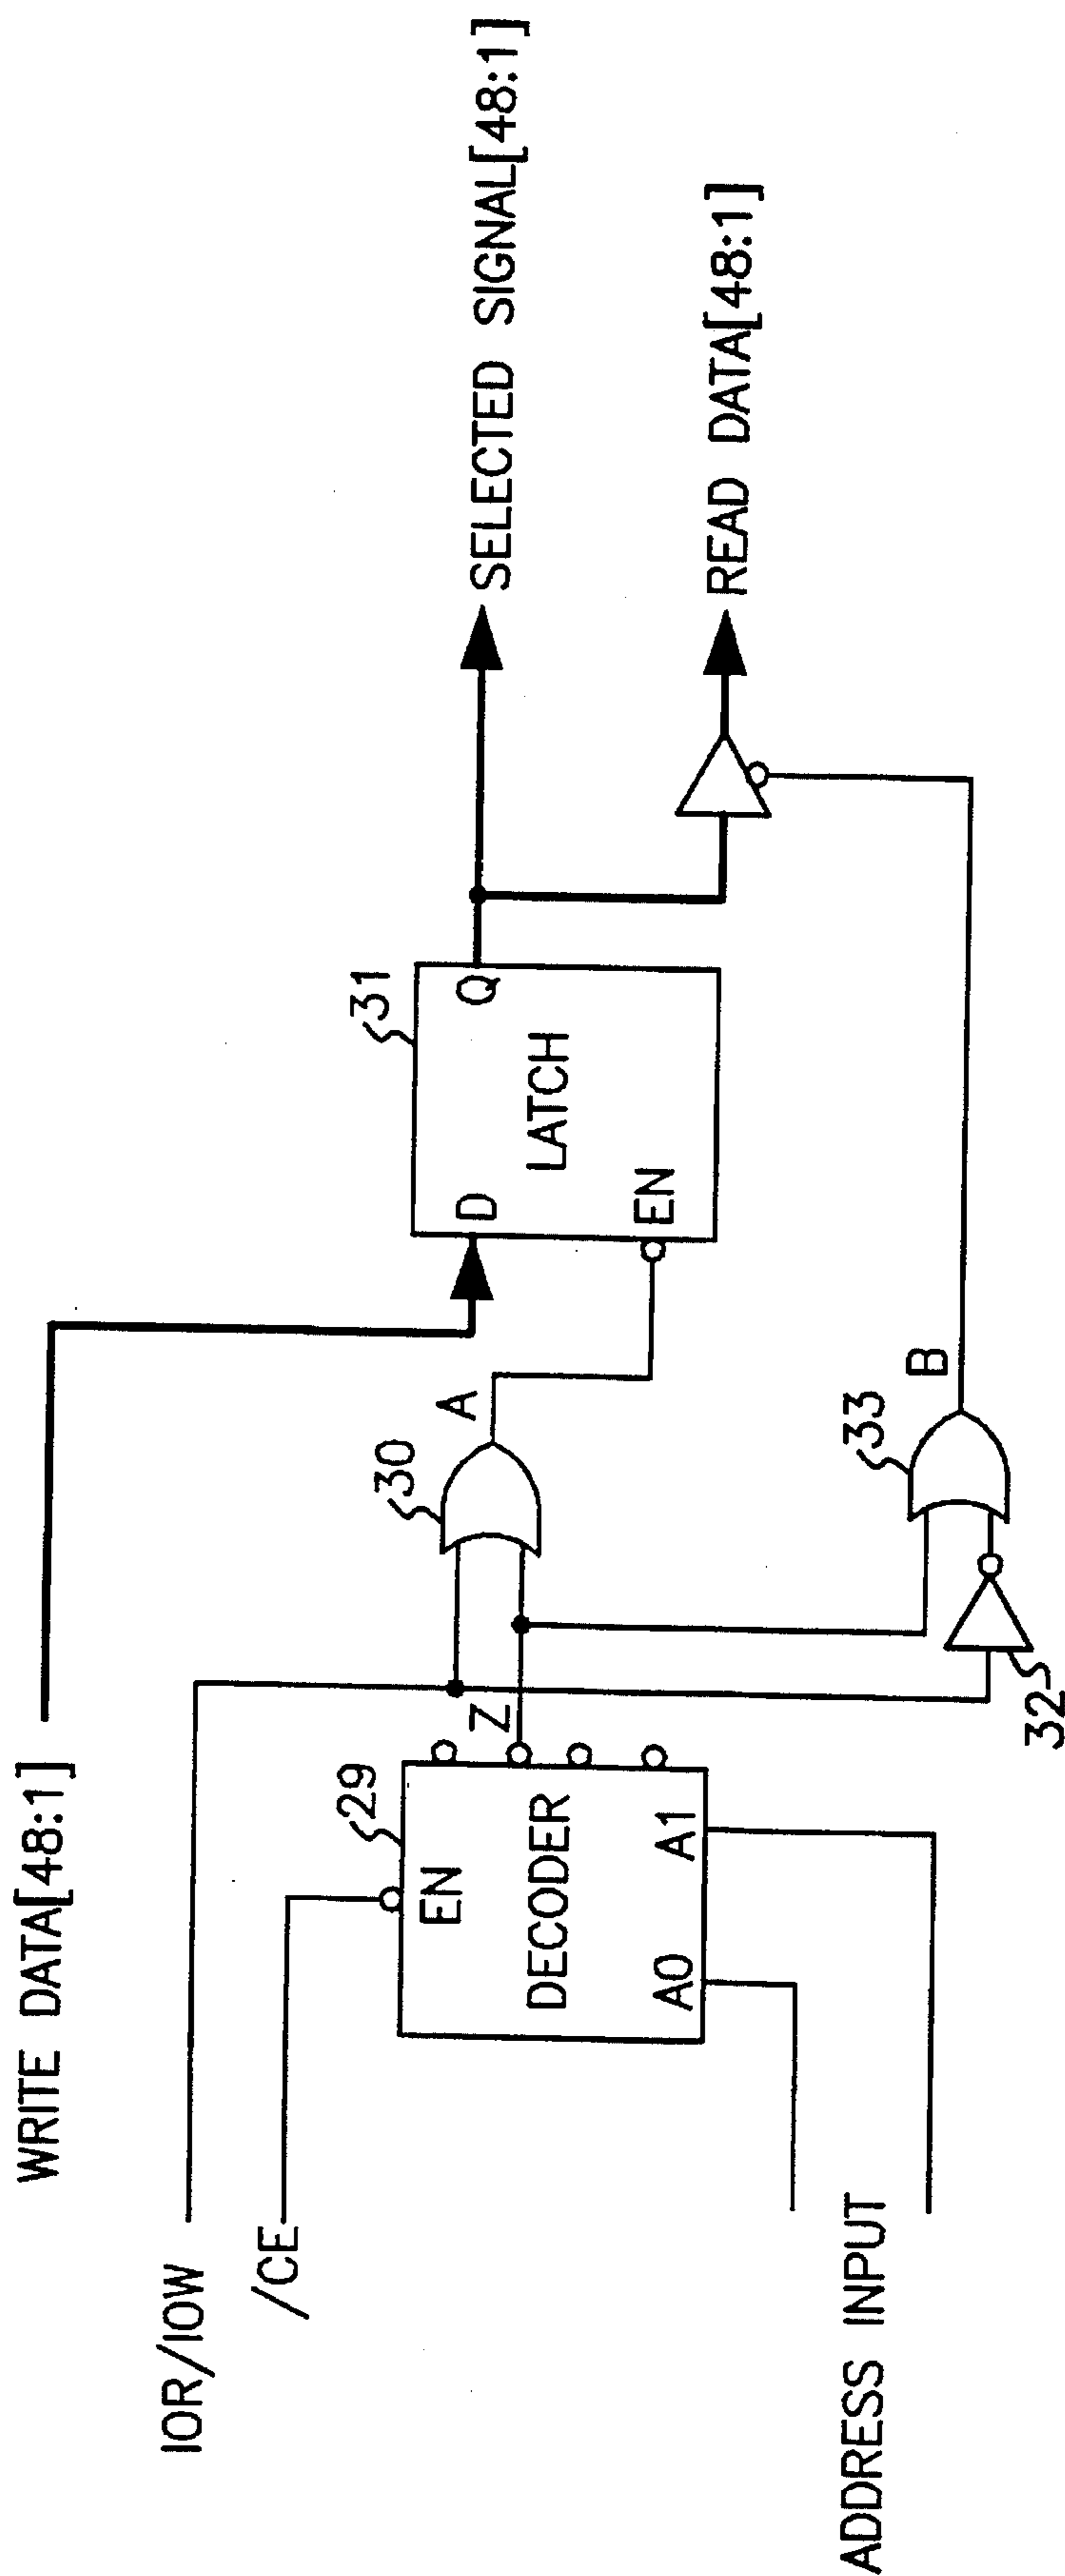 WRITE DATA[48:1]
IOR/IOW
/CE
ADDRESS INPUT
29
EN
DECODER
A0
A1
Z
30
A
31
D
Q
LATCH
EN
32
33
B
SELECTED SIGNAL[48:1]
READ DATA[48:1]